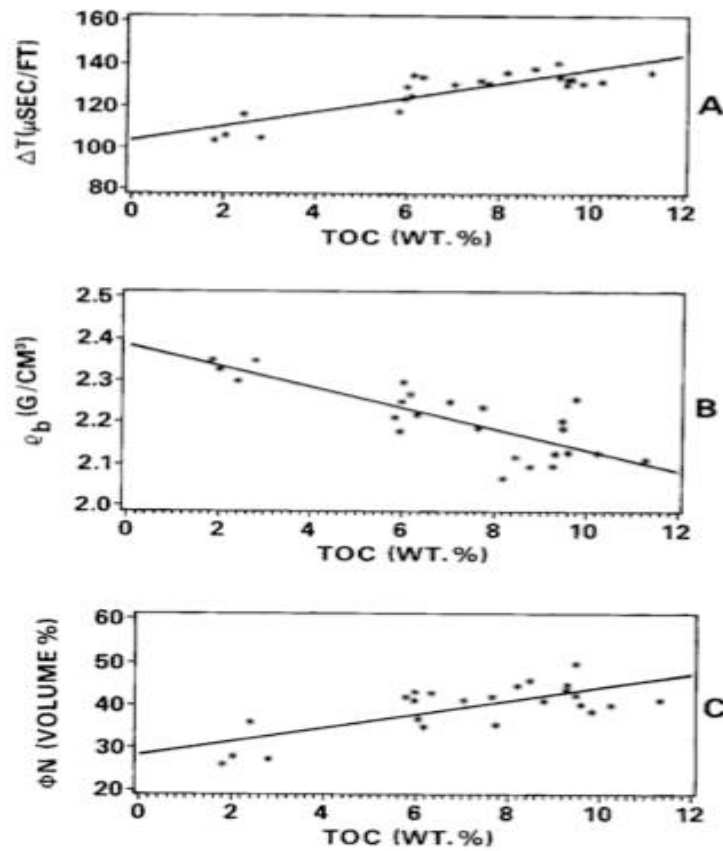 160
140
120
100
80
ΔT(μSEC/FT)
0 2 4 6 8 10 12
TOC (WT.%)
A
2.5
2.4
2.3
2.2
2.1
2.0
ϱb (G/CM³)
0 2 4 6 8 10 12
TOC (WT.%)
B
60
50
40
30
20
ΦN (VOLUME %)
0 2 4 6 8 10 12
TOC (WT.%)
C